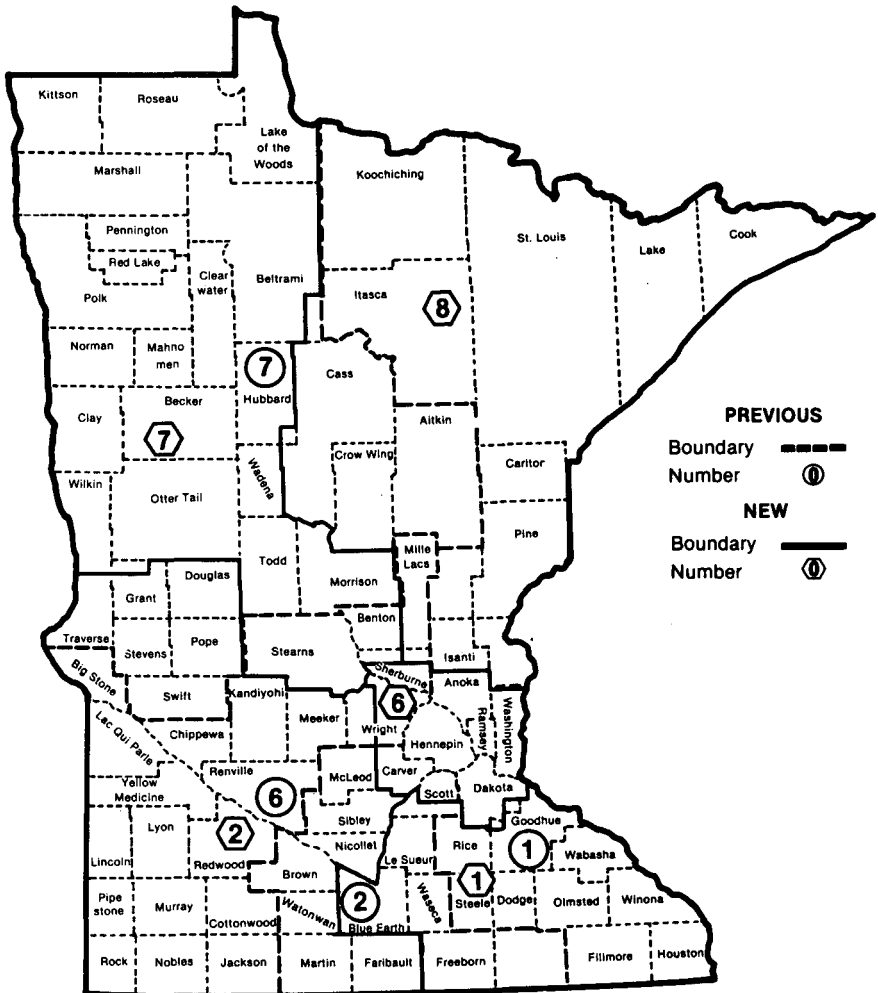 Kittson
Roseau
Lake
of the
Woods
Marshall
Koochiching
Pennington
Red Lake
St. Louis
Lake
Cook
Clear
water
Beltrami
Itasca
Polk
8
Norman
Mahno
men
7
Hubbard
Cass
Becker
Clay
7
Aitkin
PREVIOUS
Boundary
Number 0
NEW
Boundary
Number 0
Wilkin
Otter Tail
Wadena
Crow Wing
Carltor
Pine
Mille
Lacs
Todd
Morrison
Douglas
Grant
Benton
Traverse
Stevens
Pope
Stearns
Isanti
Big Stone
Swift
Kandiyohi
Sherburne
Anoka
6
Meeker
Wright
Ramsey
Washington
Lac Qui Parle
Chippewa
Hennepin
Renville
McLeod
Carver
Scott
Dakota
Yellow
Medicine
6
Sibley
Goodhue
Lyon
2
Nicollet
Rice
1
Wabasha
Lincoln
Redwood
Le Sueur
Brown
1
Pipe
stone
Murray
Cottonwood
Watonwan
2
Blue Earth
Waseca
Steele
Dodge
Olmsted
Winona
Rock
Nobles
Jackson
Martin
Faribault
Freeborn
Fillmore
Houston